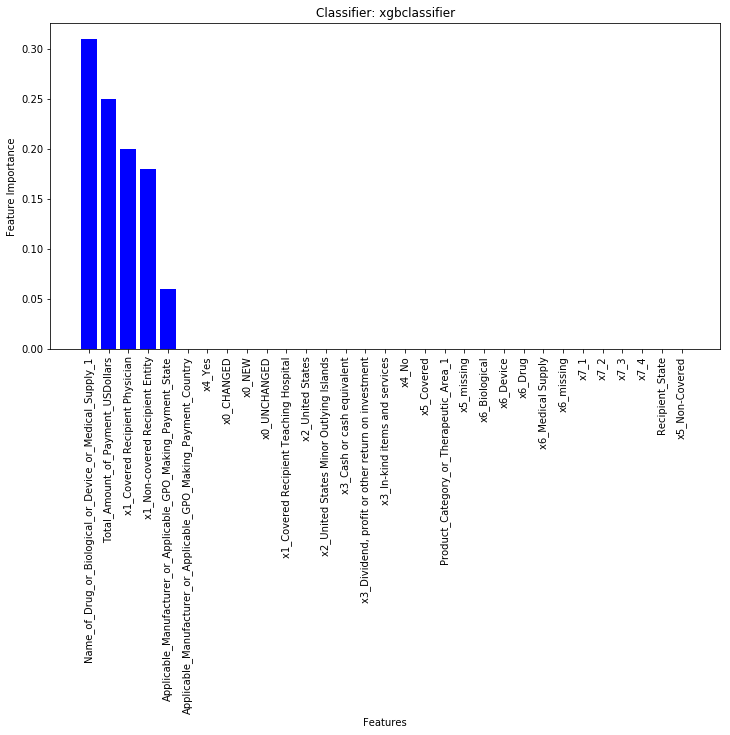 Classifier: xgbclassifier
Feature Importance
0.30
0.25
0.20
0.15
0.10
0.05
0.00
Name_of_Drug_or_Biological_or_Device_or_Medical_Supply_1
Total_Amount_of_Payment_USDollars
x1_Covered Recipient Physician
x1_Non-covered Recipient Entity
Applicable_Manufacturer_or_Applicable_GPO_Making_Payment_State
Applicable_Manufacturer_or_Applicable_GPO_Making_Payment_Country
x4_Yes
x0_CHANGED
x0_NEW
x0_UNCHANGED
x1_Covered Recipient Teaching Hospital
x2_United States
x2_United States Minor Outlying Islands
x3_Cash or cash equivalent
x3_Dividend, profit or other return on investment
x3_In-kind items and services
x4_No
x5_Covered
Product_Category_or_Therapeutic_Area_1
x5_missing
x6_Biological
x6_Device
x6_Drug
x6_Medical Supply
x6_missing
x7_1
x7_2
x7_3
x7_4
Recipient_State
x5_Non-Covered
Features